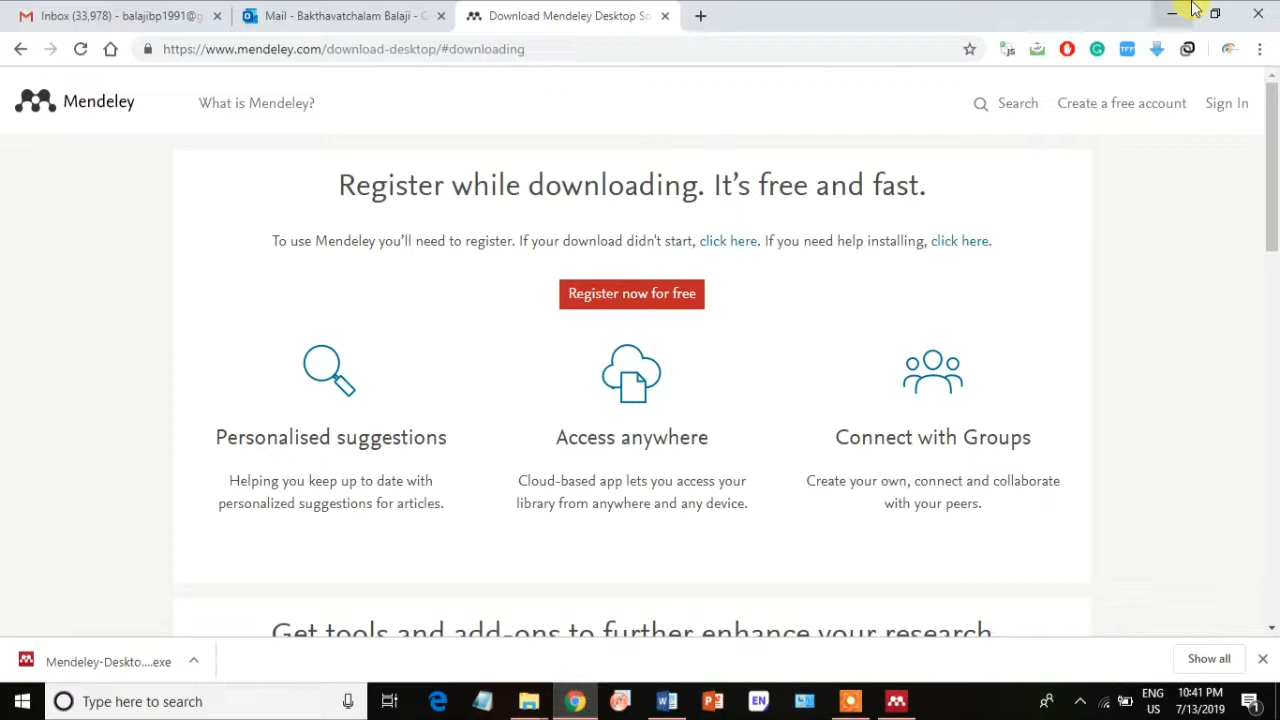 Inbox (33,978) - balajibp1991@g
Mail - Bakthavatchalam Balaji - C
Download Mendeley Desktop So
https://www.mendeley.com/download-desktop/#downloading
Mendeley
What is Mendeley?
Search
Create a free account
Sign In
Register while downloading. It's free and fast.
To use Mendeley you'll need to register. If your download didn't start, click here. If you need help installing, click here.
Register now for free
Personalised suggestions
Access anywhere
Connect with Groups
Helping you keep up to date with
personalized suggestions for articles.
Cloud-based app lets you access your
library from anywhere and any device.
Create your own, connect and collaborate
with your peers.
Get tools and add-ons to further enhance your research
Mendeley-Deskto....exe
Show all
Type here to search
EN
ENG
US
10:41 PM
7/13/2019